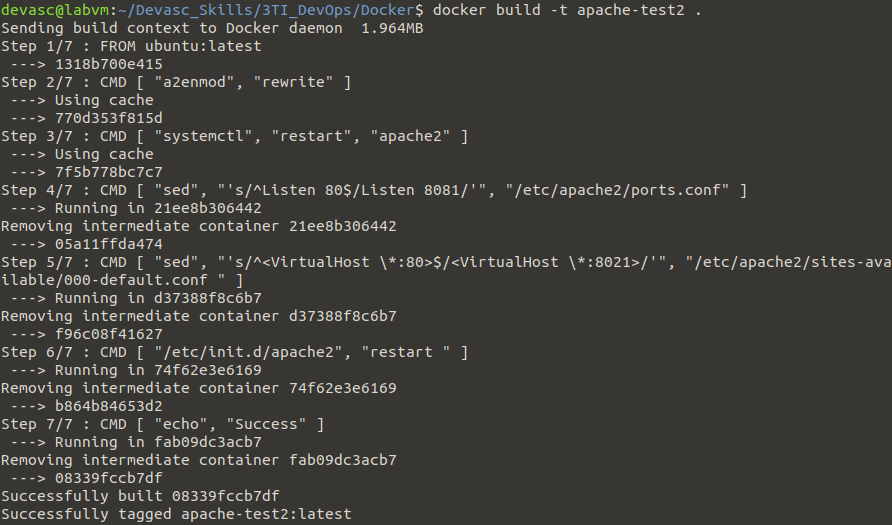 devasc@labvm:~/Devasc_Skills/3TI_DevOps/Docker$ docker build -t apache-test2 .
Sending build context to Docker daemon  1.964MB
Step 1/7 : FROM ubuntu:latest
 ---> 1318b700e415
Step 2/7 : CMD [ "a2enmod", "rewrite" ]
 ---> Using cache
 ---> 770d353f815d
Step 3/7 : CMD [ "systemctl", "restart", "apache2" ]
 ---> Using cache
 ---> 7f5b778bc7c7
Step 4/7 : CMD [ "sed", "'s/^Listen 80$/Listen 8081/'", "/etc/apache2/ports.conf" ]
 ---> Running in 21ee8b306442
Removing intermediate container 21ee8b306442
 ---> 05a11ffda474
Step 5/7 : CMD [ "sed", "'s/^<VirtualHost \*:80>$/<VirtualHost \*:8021>/'", "/etc/apache2/sites-ava
ilable/000-default.conf " ]
 ---> Running in d37388f8c6b7
Removing intermediate container d37388f8c6b7
 ---> f96c08f41627
Step 6/7 : CMD [ "/etc/init.d/apache2", "restart " ]
 ---> Running in 74f62e3e6169
Removing intermediate container 74f62e3e6169
 ---> b864b84653d2
Step 7/7 : CMD [ "echo", "Success" ]
 ---> Running in fab09dc3acb7
Removing intermediate container fab09dc3acb7
 ---> 08339fccb7df
Successfully built 08339fccb7df
Successfully tagged apache-test2:latest